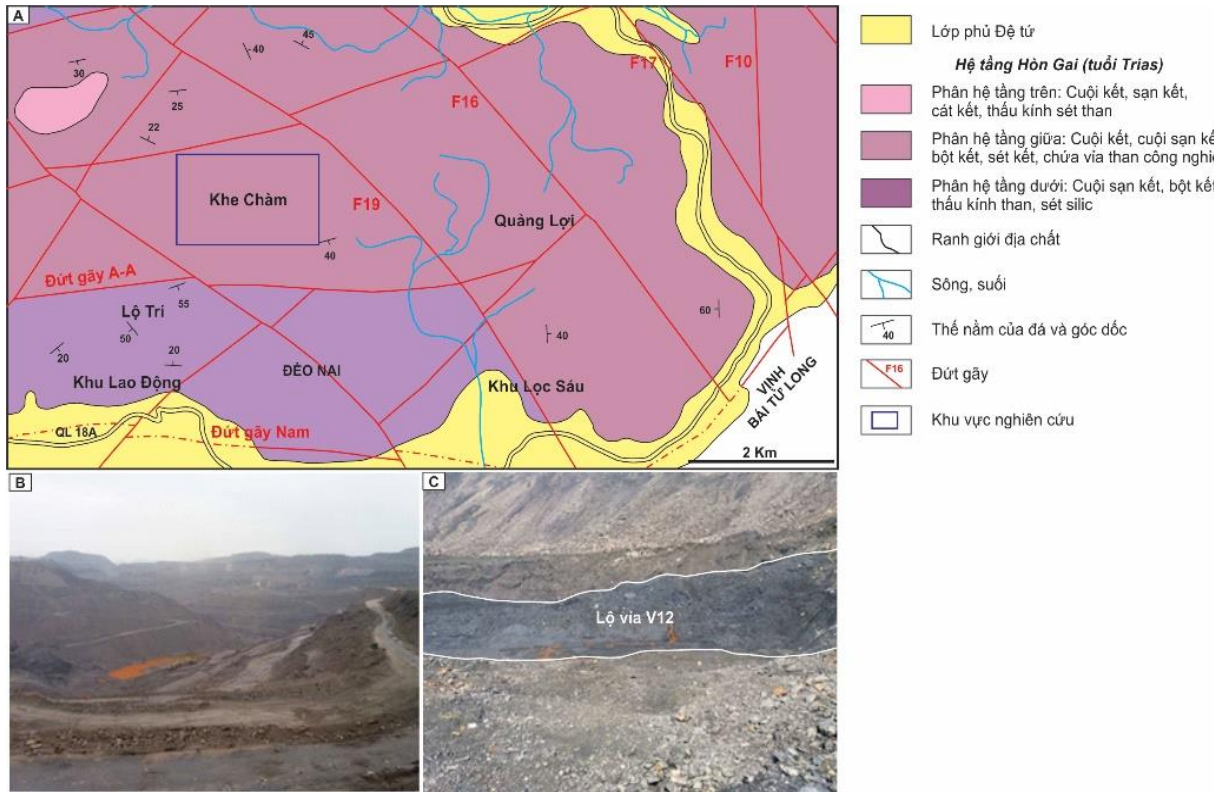 A
45
40
F17
F10
30
F16
25
22
Khe Chàm
F19
Quảng Lợi
40
Đứt gãy A-A
55
Lộ Trí
50
20
20
60
40
Khu Lao Động
ĐÈO NAI
Khu Lọc Sáu
VỊNH
BÁI TỬ LONG
QL 18A
Đứt gãy Nam
2 Km
Lớp phủ Đệ tứ
Hệ tầng Hòn Gai (tuổi Trias)
Phân hệ tầng trên: Cuội kết, sạn kết,
cát kết, thấu kính sét than
Phân hệ tầng giữa: Cuội kết, cuội sạn kế
bột kết, sét kết, chứa vỉa than công nghiệ
Phân hệ tầng dưới: Cuội sạn kết, bột kết
thấu kính than, sét silic
Ranh giới địa chất
Sông, suối
40
Thế nằm của đá và góc dốc
F16
Đứt gãy
Khu vực nghiên cứu
B
C
Lộ vỉa V12